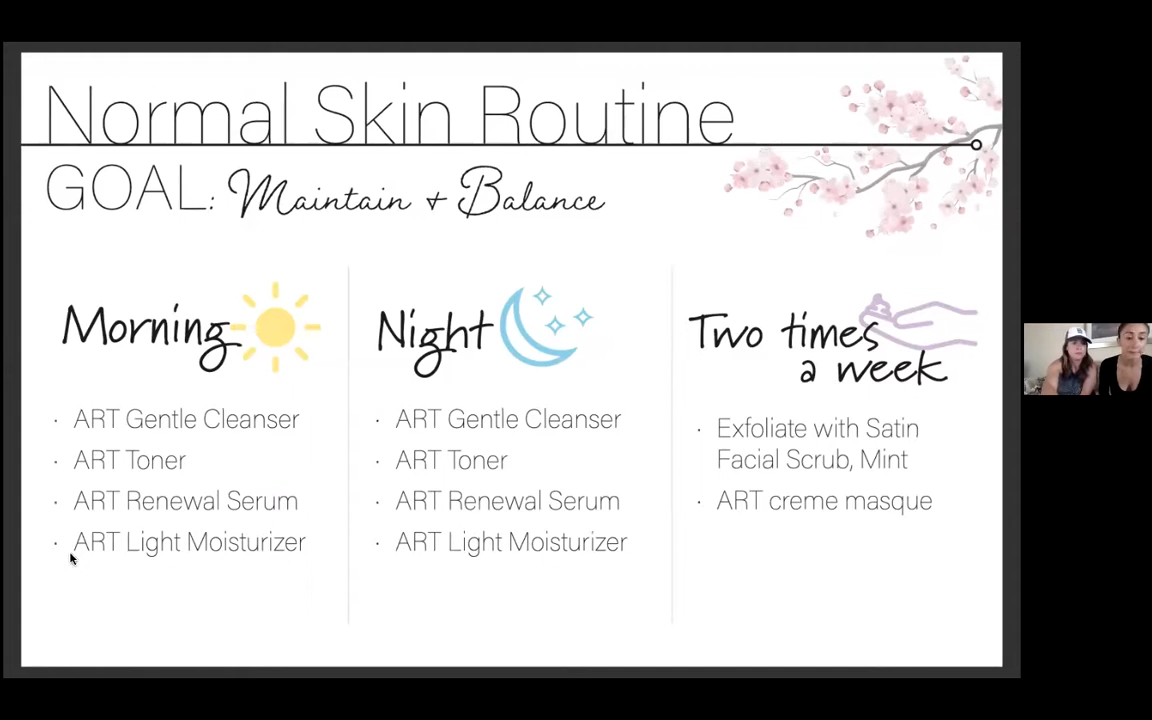 Normal Skin Routine
GOAL: Maintain + Balance
Morning
· ART Gentle Cleanser
· ART Toner
· ART Renewal Serum
· ART Light Moisturizer
Night
· ART Gentle Cleanser
· ART Toner
· ART Renewal Serum
· ART Light Moisturizer
Two times
a week
· Exfoliate with Satin
Facial Scrub, Mint
· ART creme masque